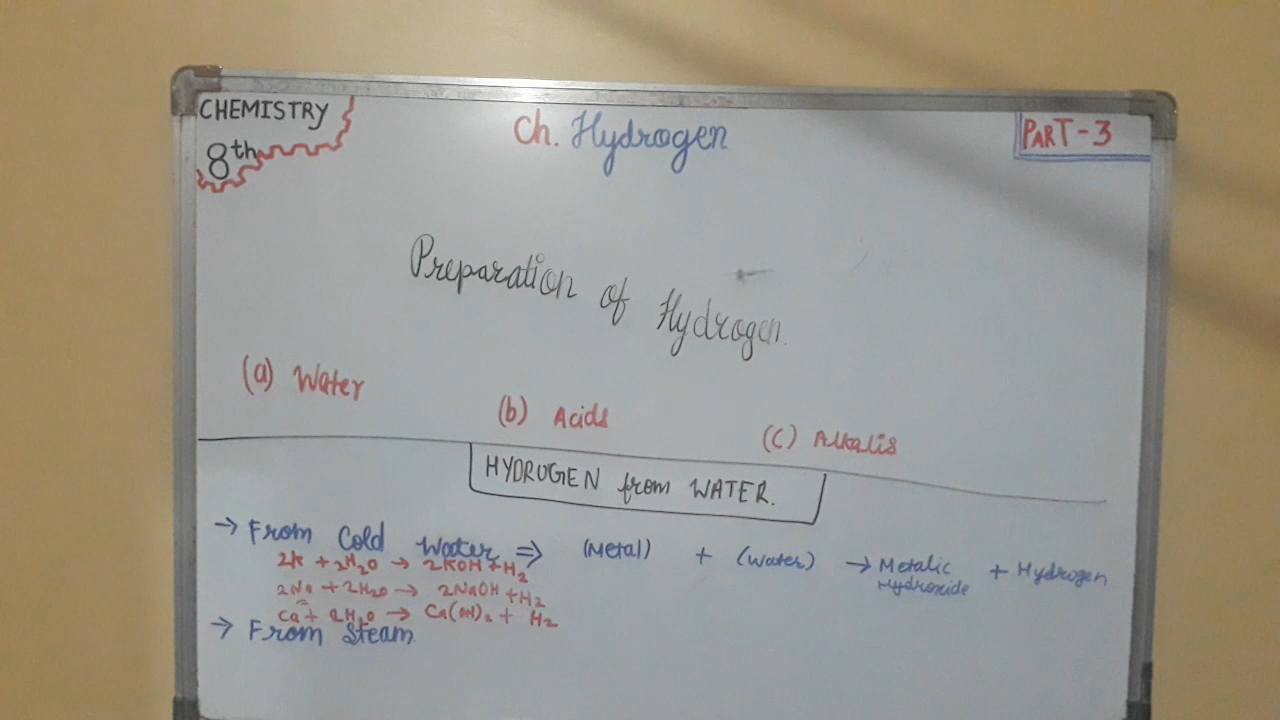 CHEMISTRY
8th
Ch. Hydrogen
PART-3
Preparation of Hydrogen.
(a) Water
(b) Acids
(c) Alkalis
HYDROGEN from WATER.
→ From Cold Water ⇒ (Metal) + (Water) → Metalic Hydroxide + Hydrogen
2K + 2H₂O → 2KOH + H₂
2Na + 2H₂O → 2NaOH + H₂
Ca + 2H₂O → Ca(OH)₂ + H₂
→ From Steam